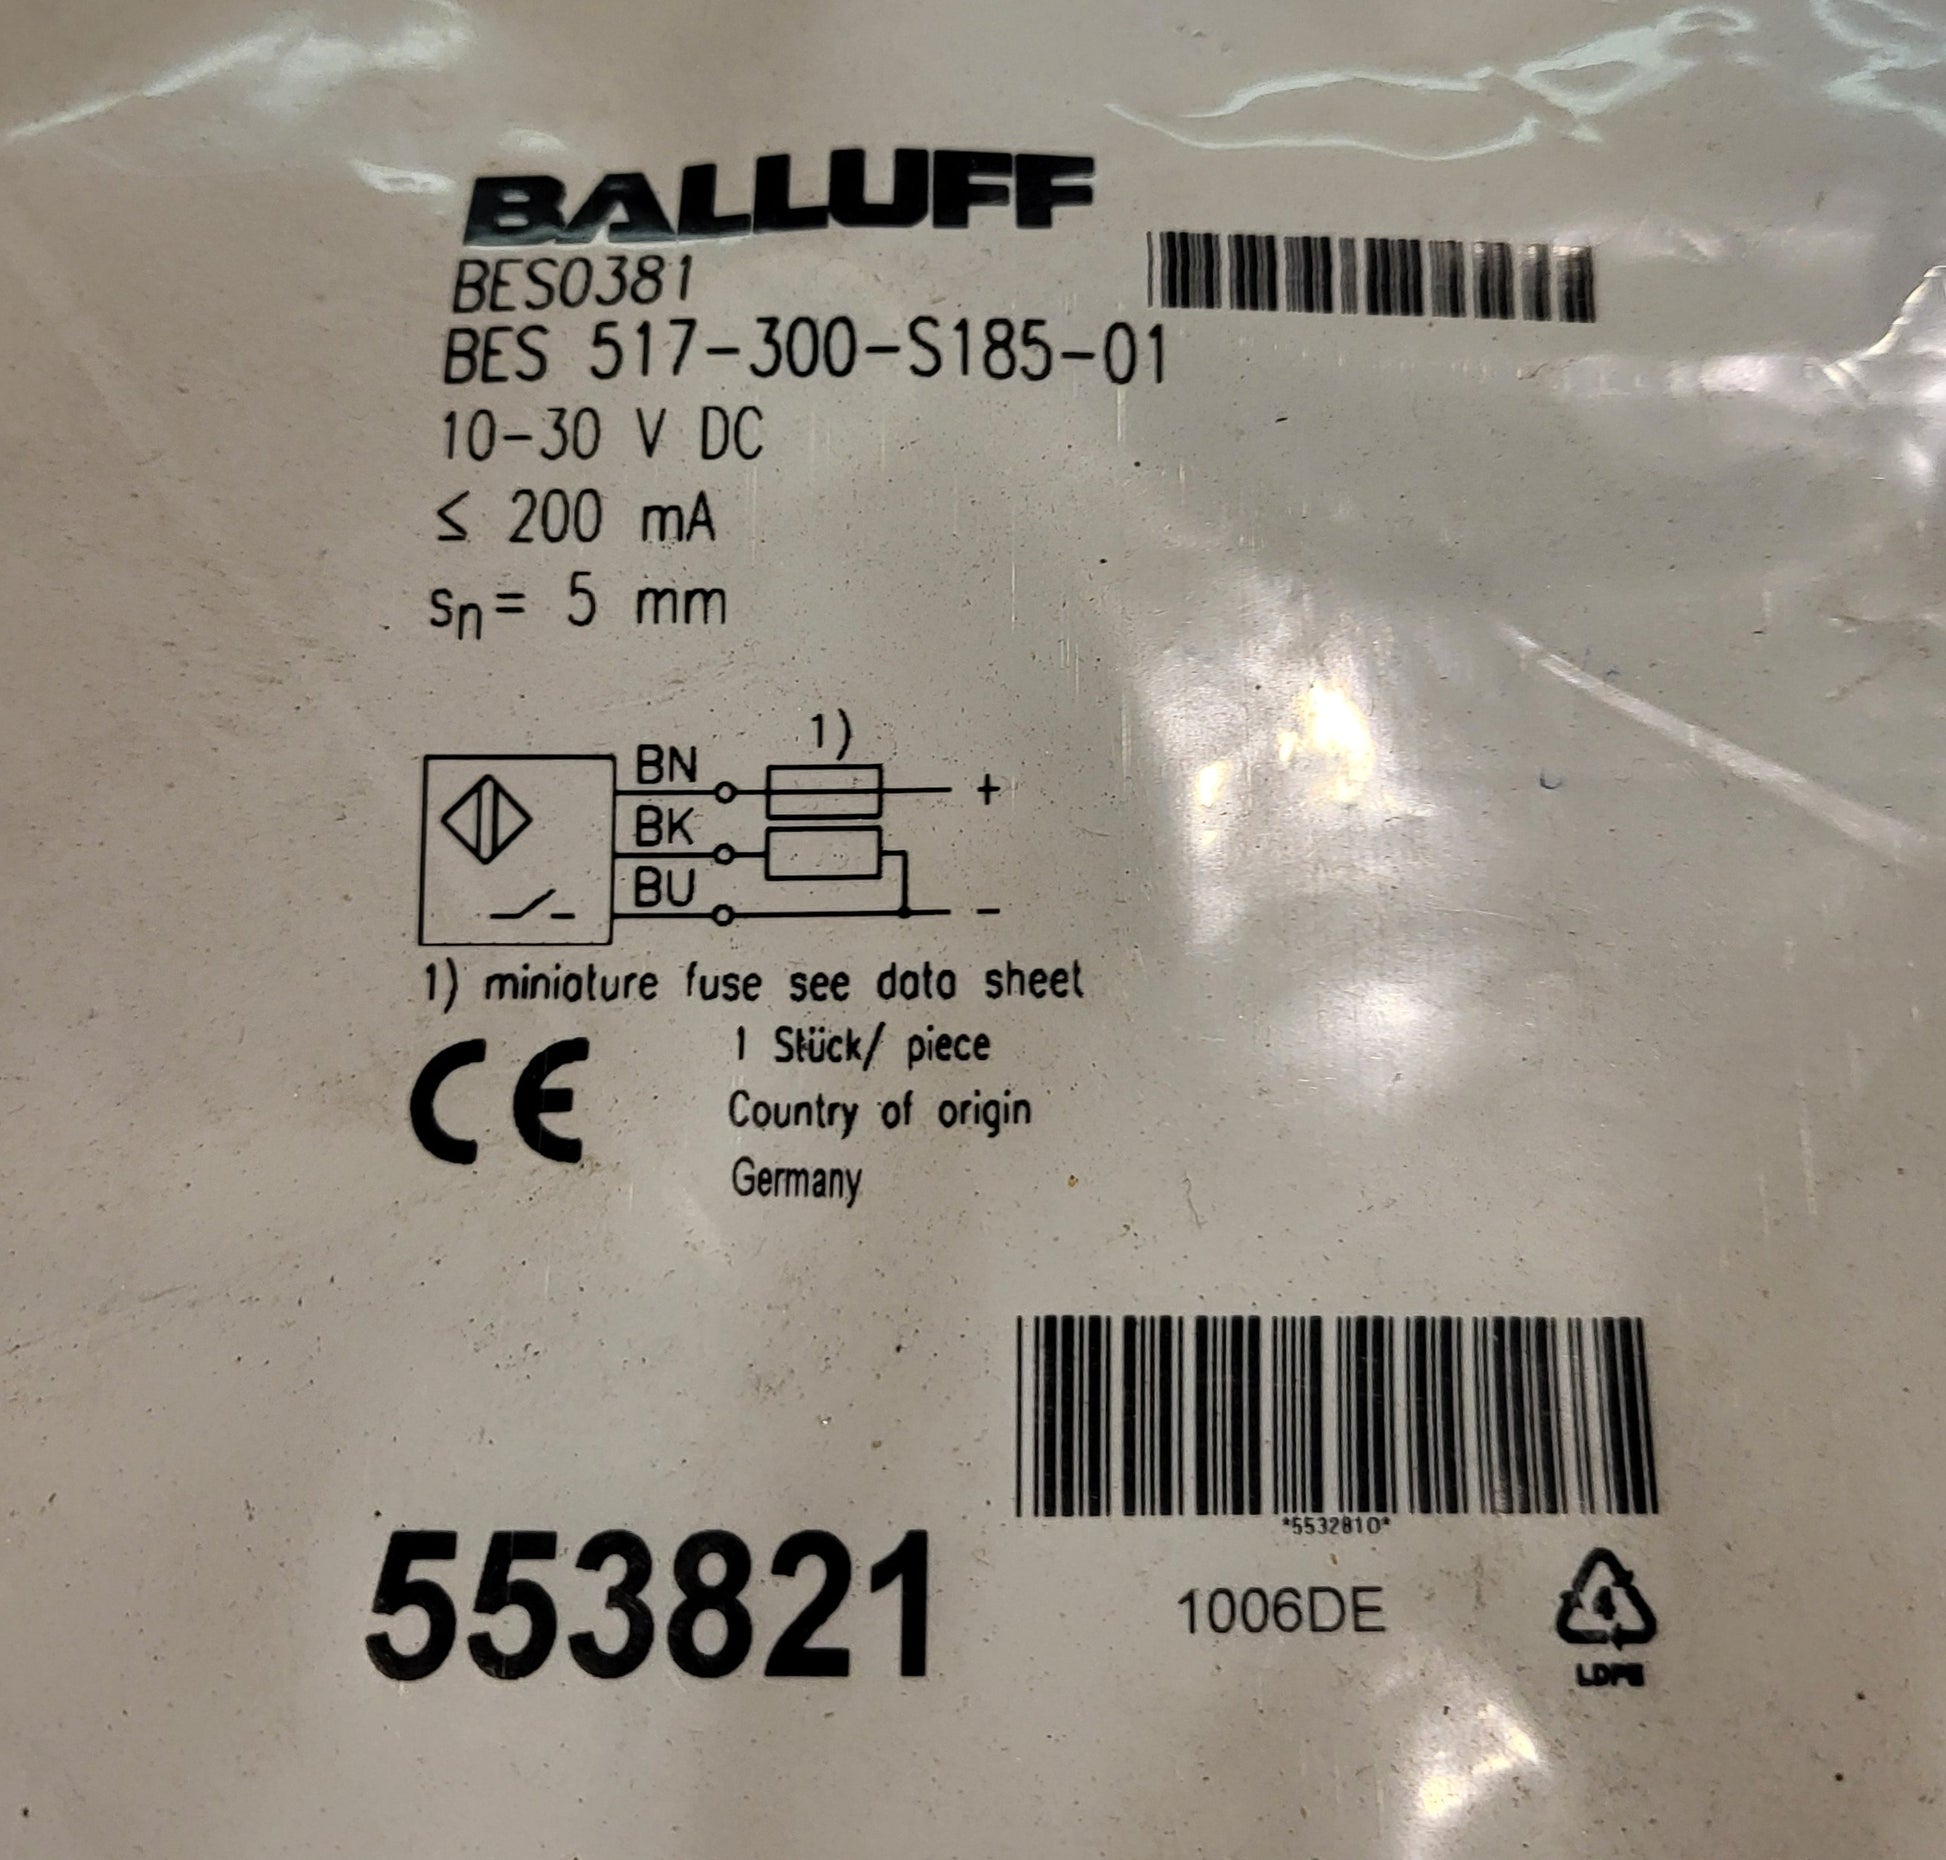 BALLUFF
BES0381
BES 517-300-S185-01
10-30 V DC
≤ 200 mA
sn= 5 mm
1)
BN
+
BK
BU
-
1) miniature fuse see data sheet
CE
1 Stück/ piece
Country of origin
Germany
*5532810*
553821
1006DE
4
LDPE